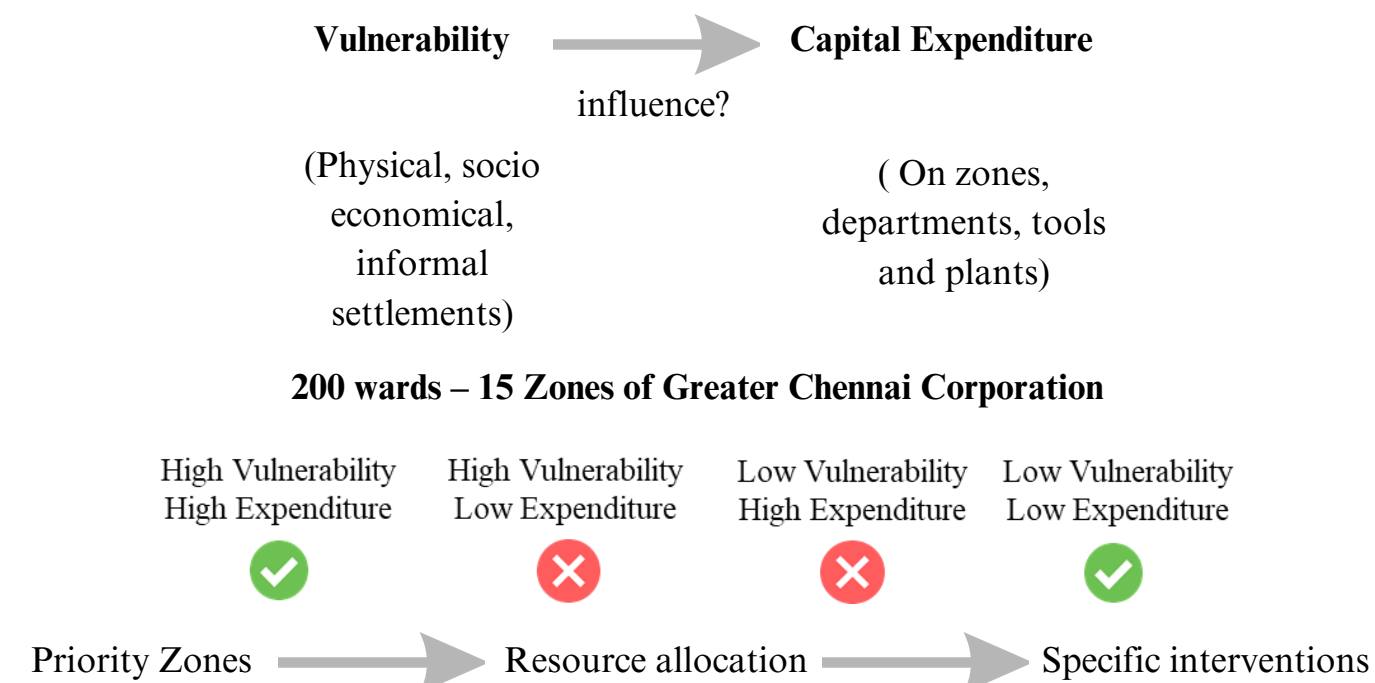 Vulnerability
Capital Expenditure
influence?
(Physical, socio
economical,
informal
settlements)
( On zones,
departments, tools
and plants)
200 wards – 15 Zones of Greater Chennai Corporation
High Vulnerability
High Expenditure
High Vulnerability
Low Expenditure
Low Vulnerability
High Expenditure
Low Vulnerability
Low Expenditure
Priority Zones
Resource allocation
Specific interventions